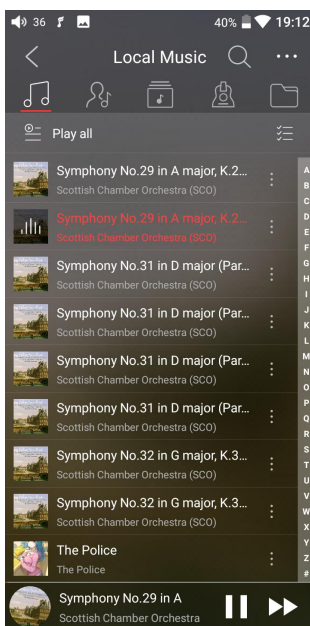 36
40%
19:12
Local Music
Play all
Symphony No.29 in A major, K.2...
Scottish Chamber Orchestra (SCO)
Symphony No.29 in A major, K.2...
Scottish Chamber Orchestra (SCO)
Symphony No.31 in D major (Par...
Scottish Chamber Orchestra (SCO)
Symphony No.31 in D major (Par...
Scottish Chamber Orchestra (SCO)
Symphony No.31 in D major (Par...
Scottish Chamber Orchestra (SCO)
Symphony No.31 in D major (Par...
Scottish Chamber Orchestra (SCO)
Symphony No.32 in G major, K.3...
Scottish Chamber Orchestra (SCO)
Symphony No.32 in G major, K.3...
Scottish Chamber Orchestra (SCO)
The Police
The Police
A
B
C
D
E
F
G
H
I
J
K
L
M
N
O
P
Q
R
S
T
U
V
W
X
Y
Z
#
Symphony No.29 in A
Scottish Chamber Orchestra